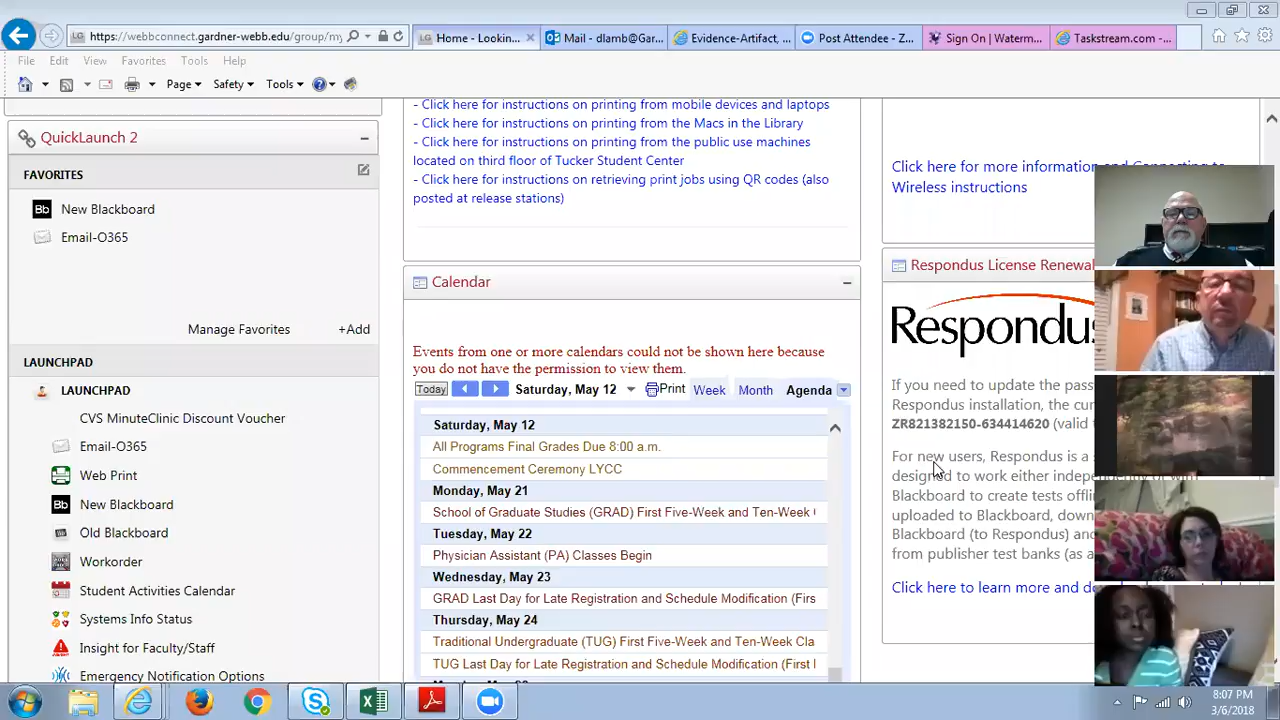 https://webbconnect.gardner-webb.edu/group/my
Home - Lookin...
Mail - dlamb@Gar...
Evidence-Artifact, ...
Post Attendee - Z...
Sign On | Waterm...
Taskstream.com -...
File Edit View Favorites Tools Help
Page Safety Tools
QuickLaunch 2
FAVORITES
Bb New Blackboard
Email-O365
Manage Favorites +Add
LAUNCHPAD
LAUNCHPAD
CVS MinuteClinic Discount Voucher
Email-O365
Web Print
Bb New Blackboard
Old Blackboard
Workorder
Student Activities Calendar
Systems Info Status
Insight for Faculty/Staff
Emergency Notification Options
- Click here for instructions on printing from mobile devices and laptops
- Click here for instructions on printing from the Macs in the Library
- Click here for instructions on printing from the public use machines
located on third floor of Tucker Student Center
- Click here for instructions on retrieving print jobs using QR codes (also
posted at release stations)
Calendar
Events from one or more calendars could not be shown here because
you do not have the permission to view them.
Today Saturday, May 12 Print Week Month Agenda
Saturday, May 12
All Programs Final Grades Due 8:00 a.m.
Commencement Ceremony LYCC
Monday, May 21
School of Graduate Studies (GRAD) First Five-Week and Ten-Week
Tuesday, May 22
Physician Assistant (PA) Classes Begin
Wednesday, May 23
GRAD Last Day for Late Registration and Schedule Modification (Firs
Thursday, May 24
Traditional Undergraduate (TUG) First Five-Week and Ten-Week Cla
TUG Last Day for Late Registration and Schedule Modification (First
Click here for more information and Connecting to
Wireless instructions
Respondus License Renewal
Respondus
If you need to update the pass
Respondus installation, the cur
ZR821382150-634414620 (valid
For new users, Respondus is a
designed to work either independently or with
Blackboard to create tests offli
uploaded to Blackboard, down
Blackboard (to Respondus) and
from publisher test banks (as a
Click here to learn more and do
8:07 PM
3/6/2018